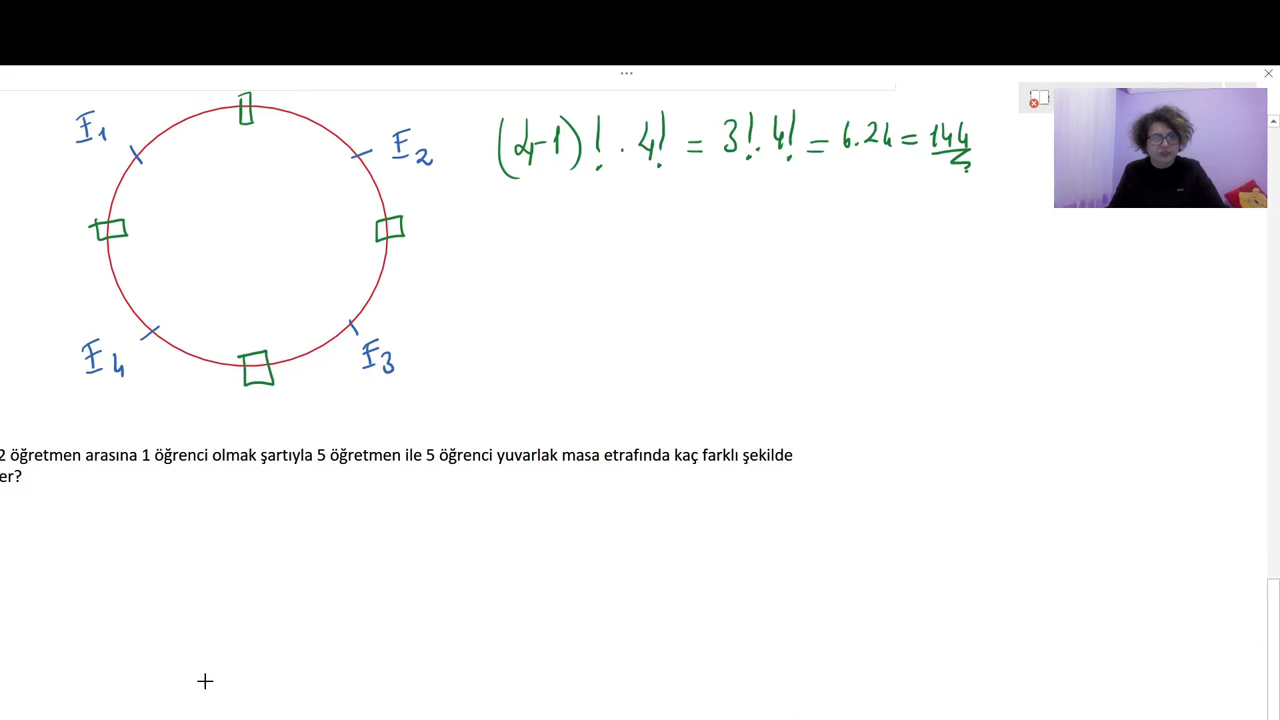 E1
E2
(4-1)! . 4! = 3! . 4! = 6.24 = 144
E4
E3
2 öğretmen arasına 1 öğrenci olmak şartıyla 5 öğretmen ile 5 öğrenci yuvarlak masa etrafında kaç farklı şekilde
er?